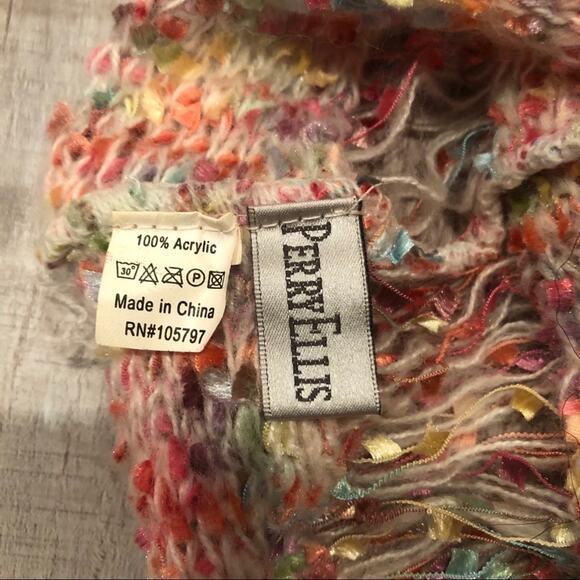 100% Acrylic
30° P
Made in China
RN#105797
PERRY ELLIS